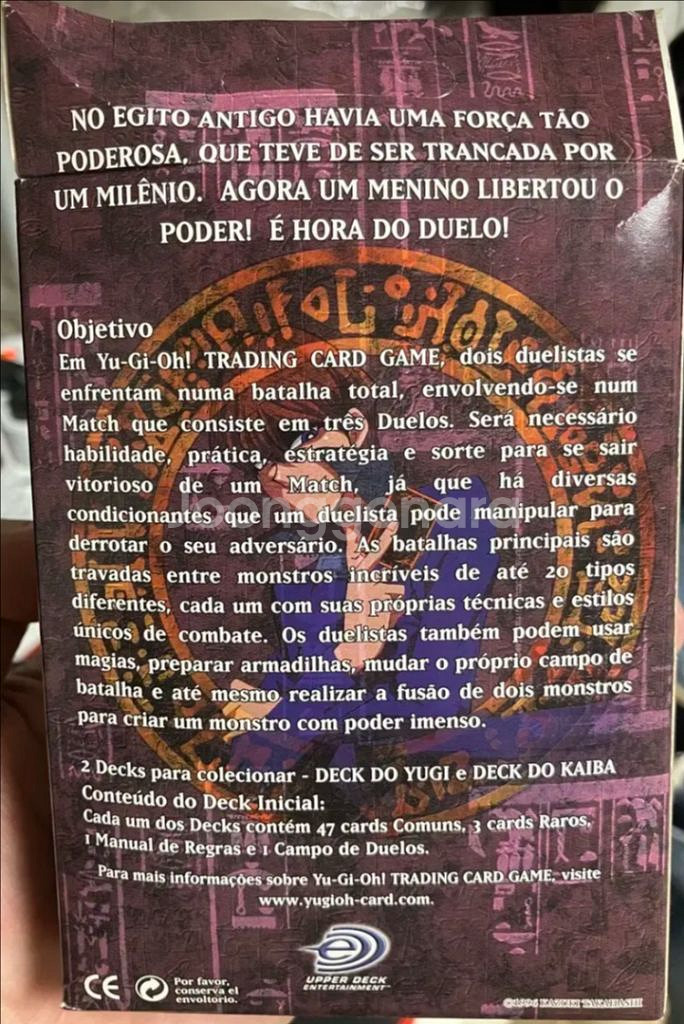 NO EGITO ANTIGO HAVIA UMA FORÇA TÃO
PODEROSA, QUE TEVE DE SER TRANCADA POR
UM MILÊNIO. AGORA UM MENINO LIBERTOU O
PODER! É HORA DO DUELO!
Objetivo
Em Yu-Gi-Oh! TRADING CARD GAME, dois duelistas se
enfrentam numa batalha total, envolvendo-se num
Match que consiste em três Duelos. Será necessário
habilidade, prática, estratégia e sorte para se sair
vitorioso de um Match, já que há diversas
condicionantes que um duelista pode manipular para
derrotar o seu adversário. As batalhas principais são
travadas entre monstros incríveis de até 20 tipos
diferentes, cada um com suas próprias técnicas e estilos
únicos de combate. Os duelistas também podem usar
magias, preparar armadilhas, mudar o próprio campo de
batalha e até mesmo realizar a fusão de dois monstros
para criar um monstro com poder imenso.
2 Decks para colecionar - DECK DO YUGI e DECK DO KAIBA
Conteúdo do Deck Inicial:
Cada um dos Decks contém 47 cards Comuns, 3 cards Raros,
1 Manual de Regras e 1 Campo de Duelos.
Para mais informações sobre Yu-Gi-Oh! TRADING CARD GAME, visite
www.yugioh-card.com.
UPPER DECK
ENTERTAINMENT™
CE
Por favor,
conserva el
envoltorio.
©1996 KAZUKI TAKAHASHI